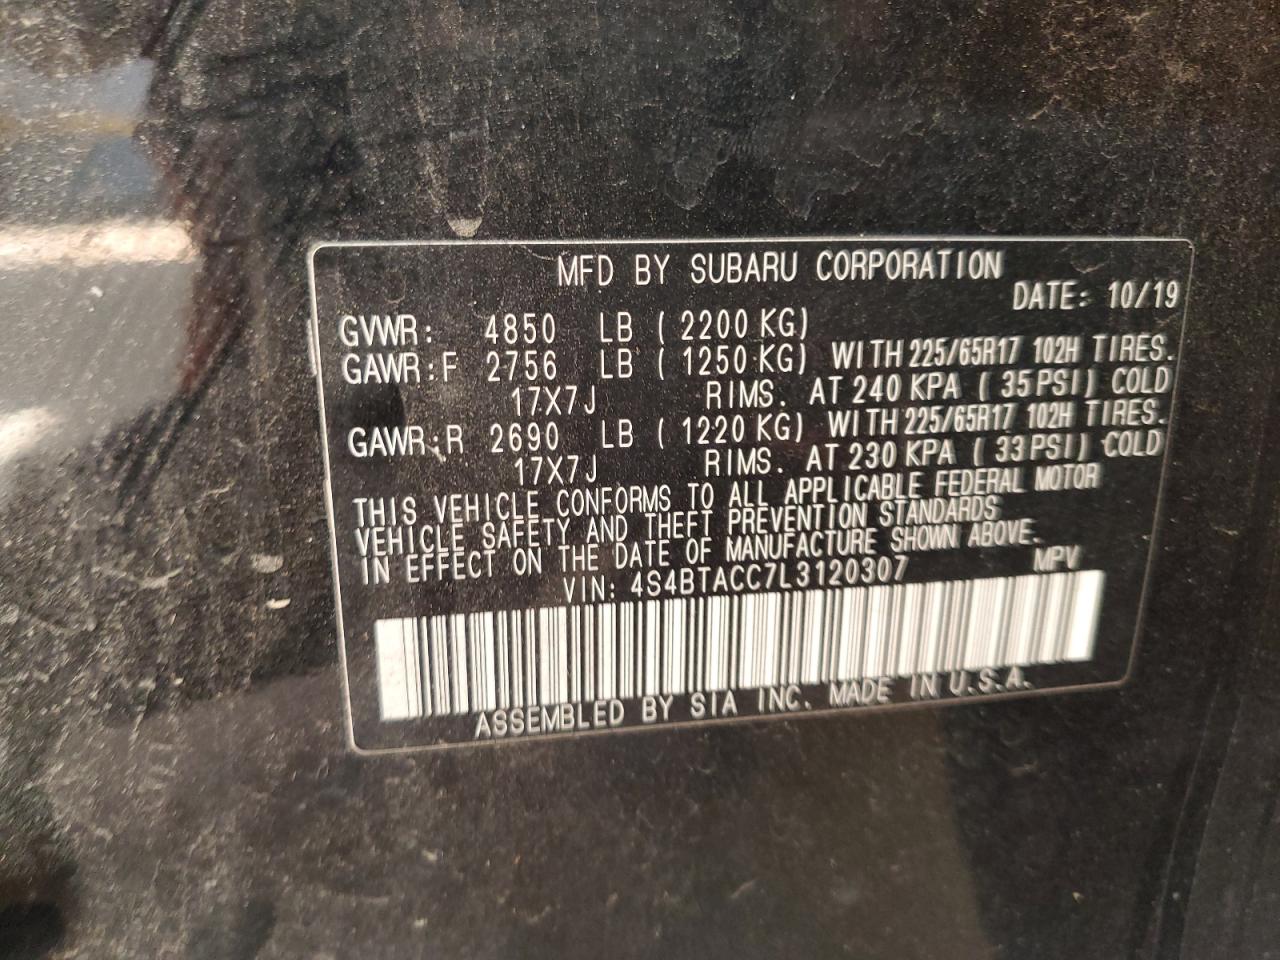 MFD BY SUBARU CORPORATION
DATE: 10/19
GVWR: 4850 LB ( 2200 KG)
GAWR:F 2756 LB ( 1250 KG) WITH 225/65R17 102H TIRES.
17X7J RIMS. AT 240 KPA ( 35 PSI) COLD
GAWR:R 2690 LB ( 1220 KG) WITH 225/65R17 102H TIRES.
17X7J RIMS. AT 230 KPA ( 33 PSI) COLD
THIS VEHICLE CONFORMS TO ALL APPLICABLE FEDERAL MOTOR
VEHICLE SAFETY AND THEFT PREVENTION STANDARDS
IN EFFECT ON THE DATE OF MANUFACTURE SHOWN ABOVE.
VIN: 4S4BTACC7L3120307 MPV
ASSEMBLED BY SIA INC. MADE IN U.S.A.